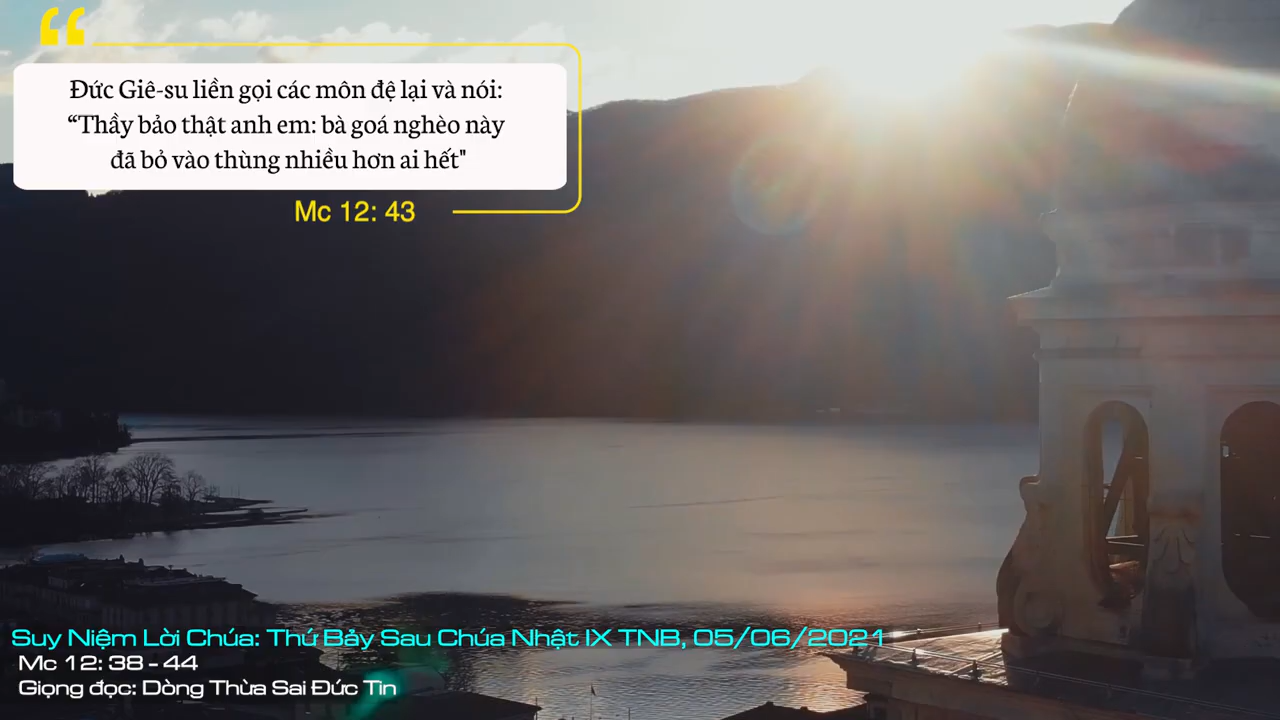 Đức Giê-su liền gọi các môn đệ lại và nói:
“Thầy bảo thật anh em: bà goá nghèo này
đã bỏ vào thùng nhiều hơn ai hết"
Mc 12: 43
Suy Niệm Lời Chúa: Thứ Bảy Sau Chúa Nhật IX TNB, 05/06/2021
Mc 12: 38 - 44
Giọng đọc: Dòng Thừa Sai Đức Tin